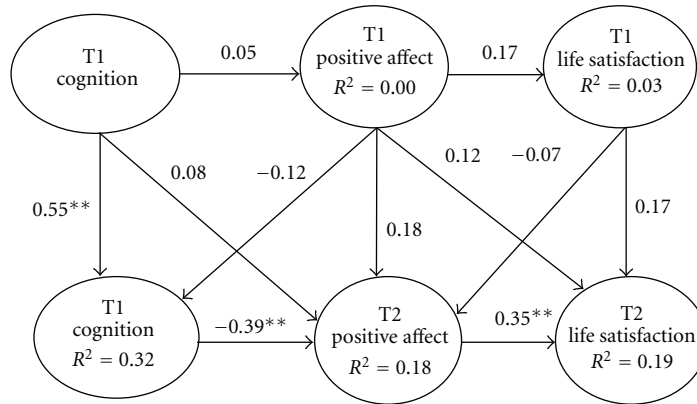 T1
cognition
0.05
T1
positive affect
R² = 0.00
0.17
T1
life satisfaction
R² = 0.03
0.55**
0.08
−0.12
0.18
0.12
−0.07
0.17
T1
cognition
R² = 0.32
−0.39**
T2
positive affect
R² = 0.18
0.35**
T2
life satisfaction
R² = 0.19